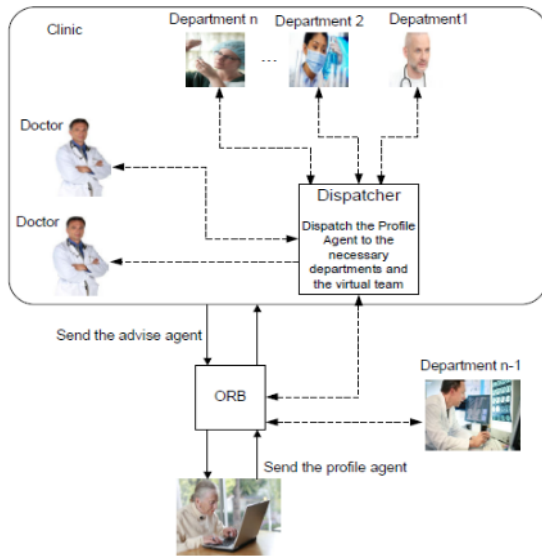 Clinic
Department n
Department 2
Depatment1
...
Doctor
Doctor
Dispatcher
Dispatch the Profile
Agent to the
necessary
departments and
the virtual team
Send the advise agent
ORB
Department n-1
Send the profile agent